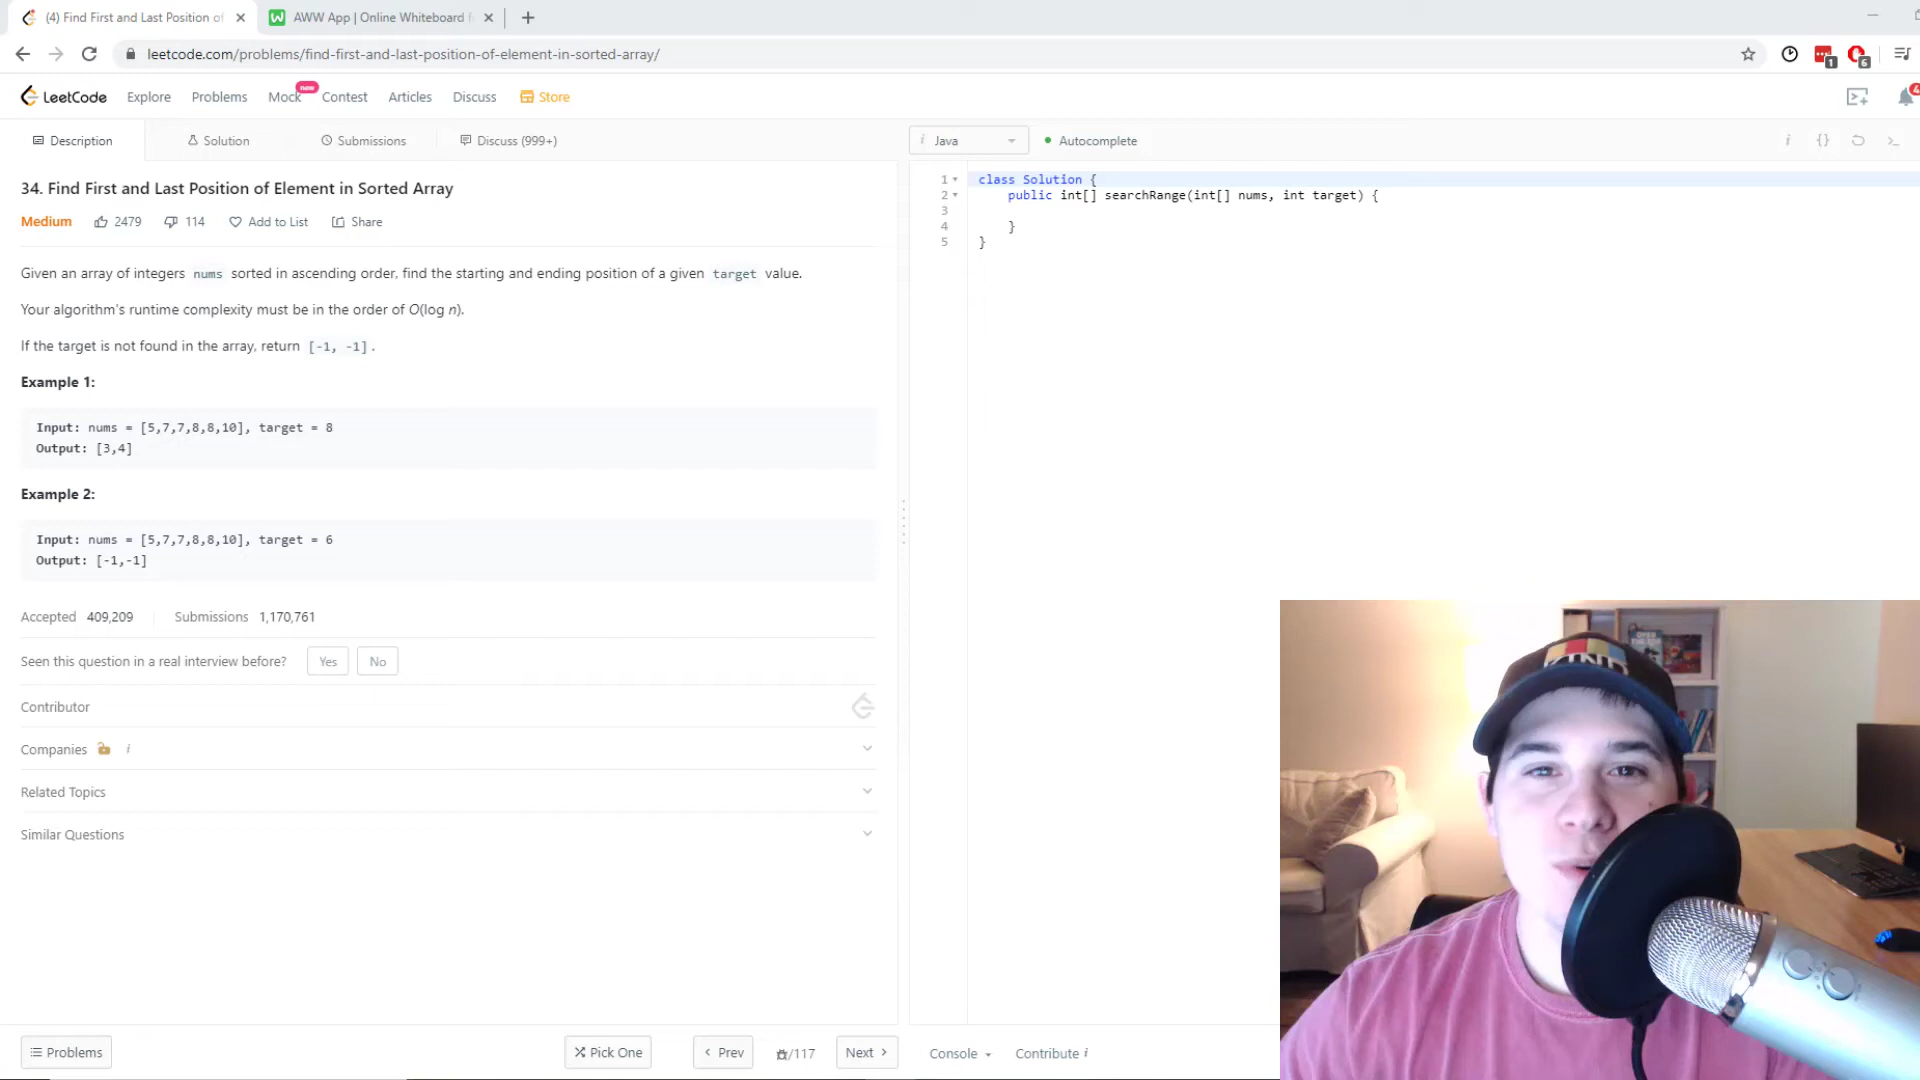 (4) Find First and Last Position of
AWW App | Online Whiteboard f
leetcode.com/problems/find-first-and-last-position-of-element-in-sorted-array/
1
6
LeetCode
Explore
Problems
Mock
new
Contest
Articles
Discuss
Store
4
Description
Solution
Submissions
Discuss (999+)
i Java
Autocomplete
34. Find First and Last Position of Element in Sorted Array
Medium
2479
114
Add to List
Share
Given an array of integers nums sorted in ascending order, find the starting and ending position of a given target value.
Your algorithm's runtime complexity must be in the order of O(log n).
If the target is not found in the array, return [-1, -1].
Example 1:
Input: nums = [5,7,7,8,8,10], target = 8
Output: [3,4]
Example 2:
Input: nums = [5,7,7,8,8,10], target = 6
Output: [-1,-1]
Accepted 409,209
Submissions 1,170,761
Seen this question in a real interview before?
Yes
No
Contributor
Companies i
Related Topics
Similar Questions
1 class Solution {
2 public int[] searchRange(int[] nums, int target) {
3
4 }
5 }
KIND
Problems
Pick One
Prev
/117
Next
Console
Contribute i